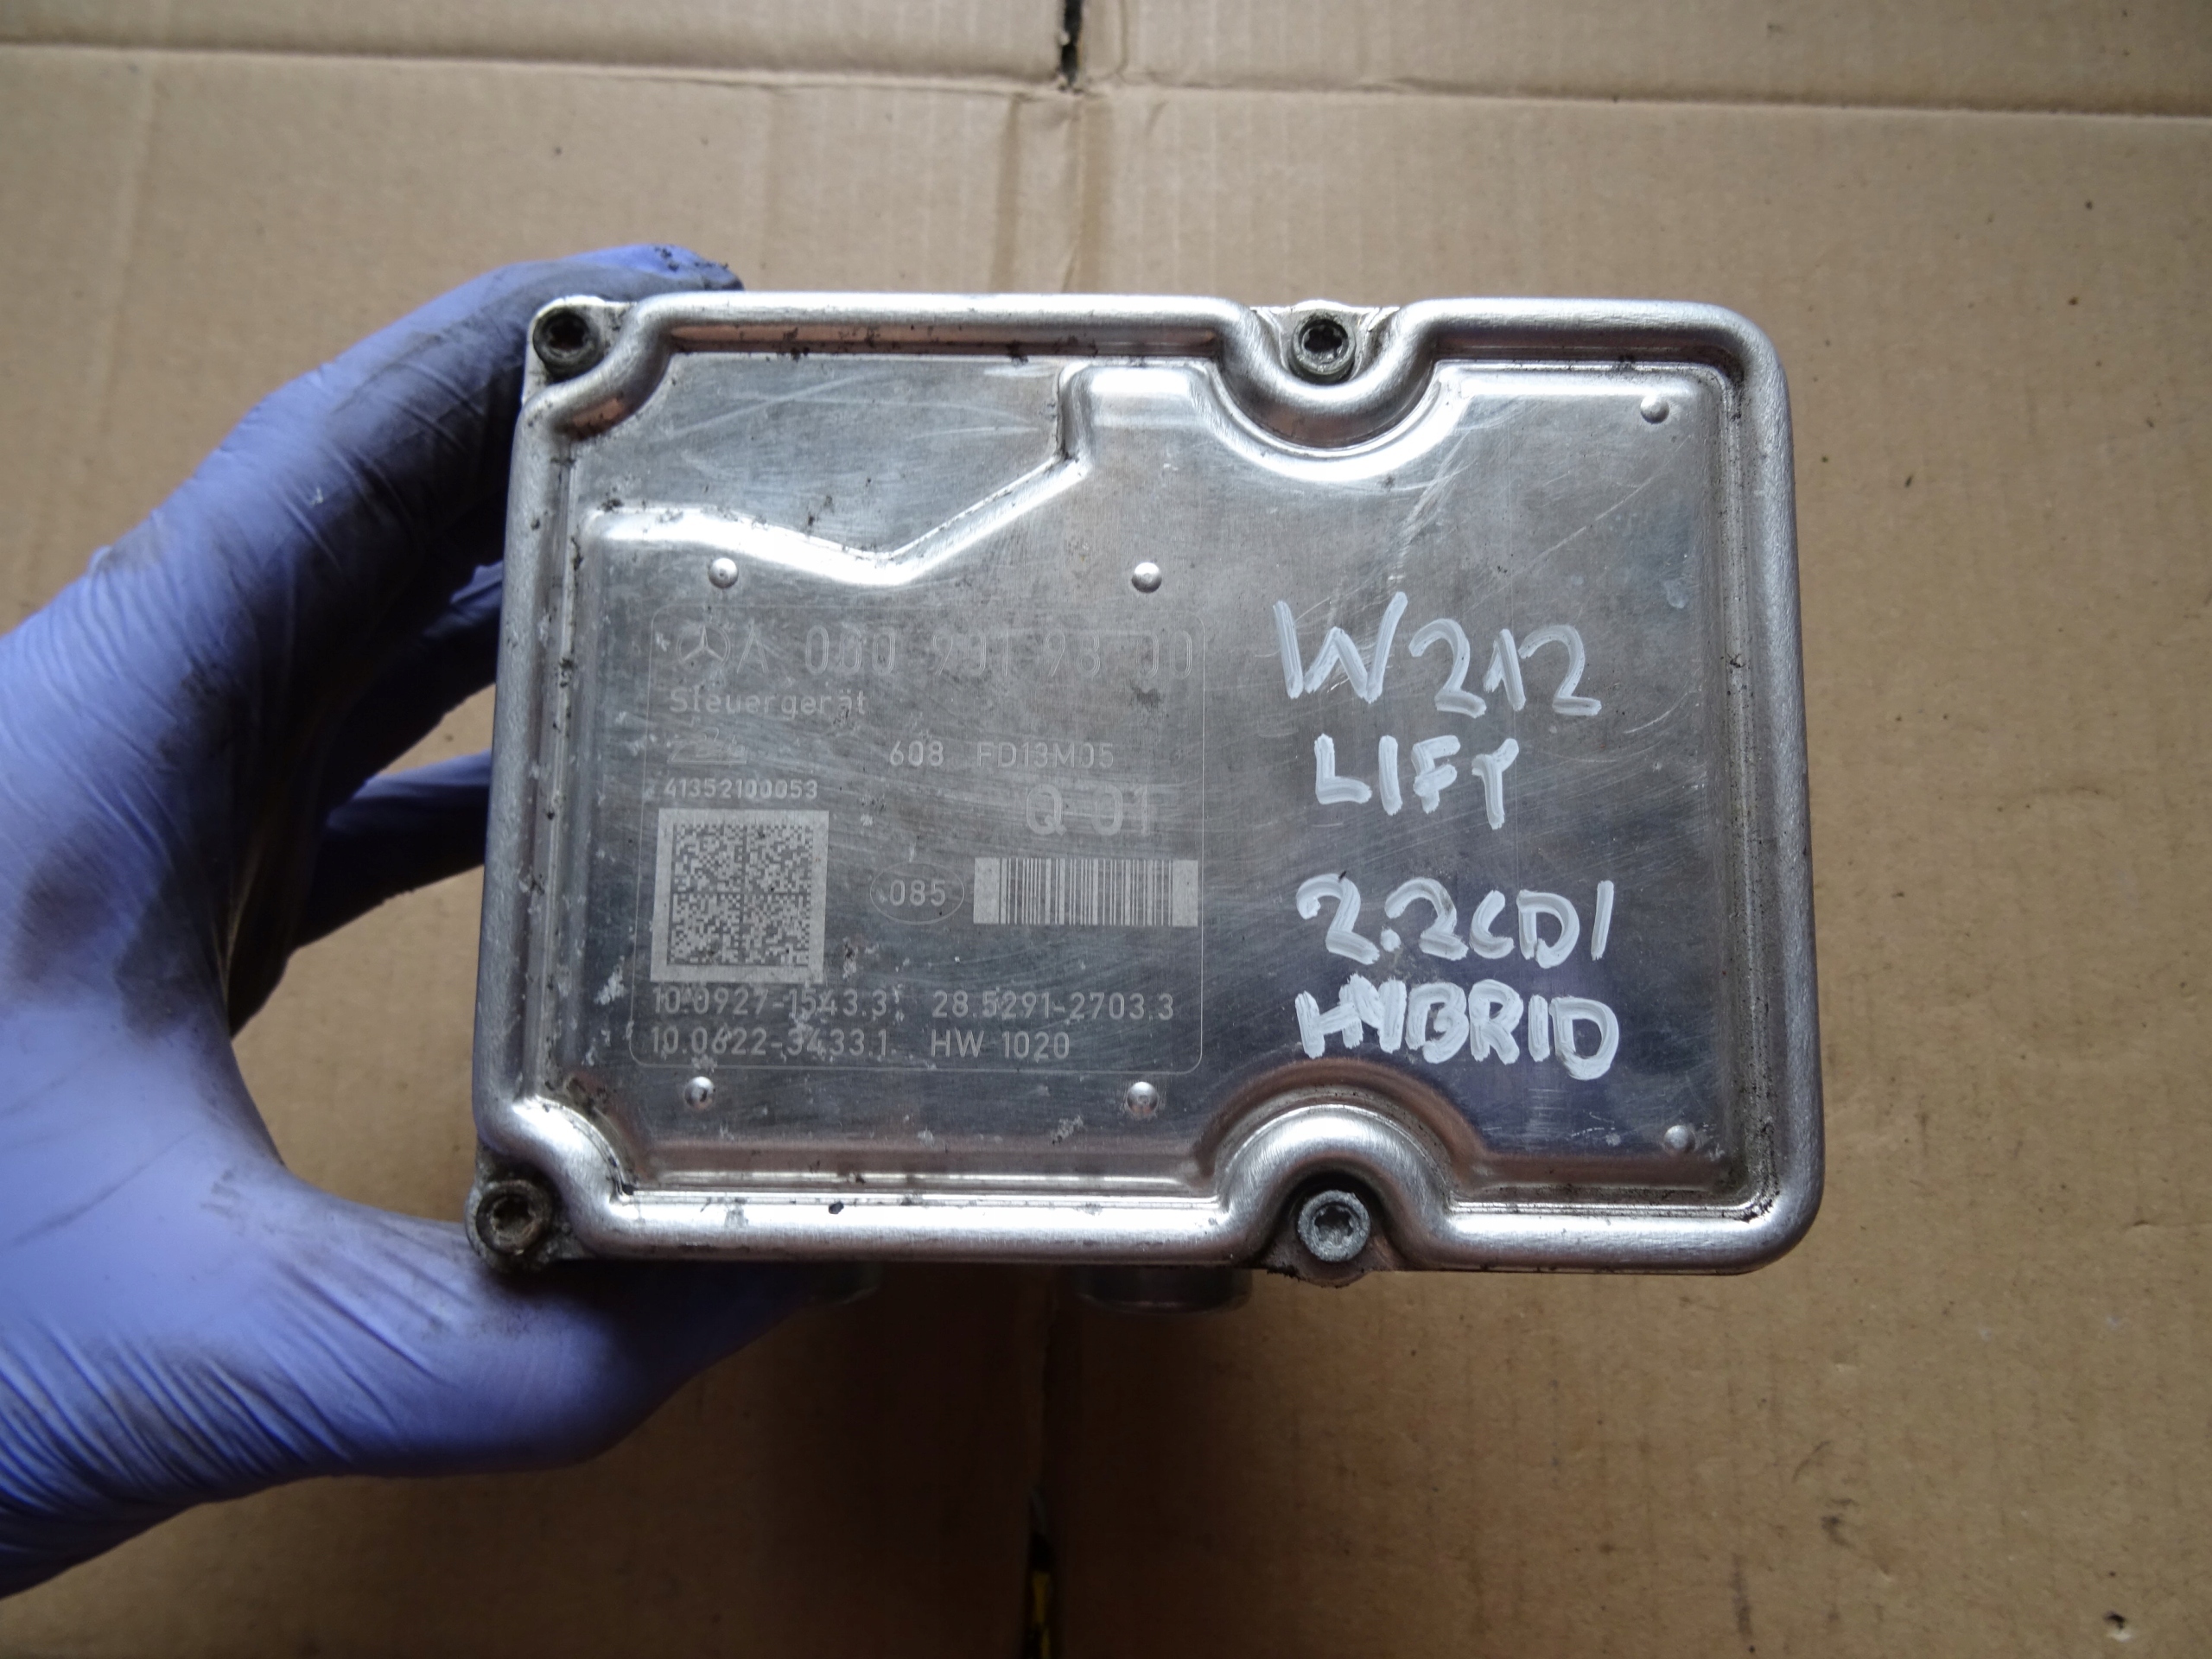 Steuergerät
608 FD13M05
41352100053
Q 01
085
10.0927-1543.3 28.5291-2703.3
10.0622-3433.1 HW 1020
W212
LIFT
2.2CDI
HYBRID